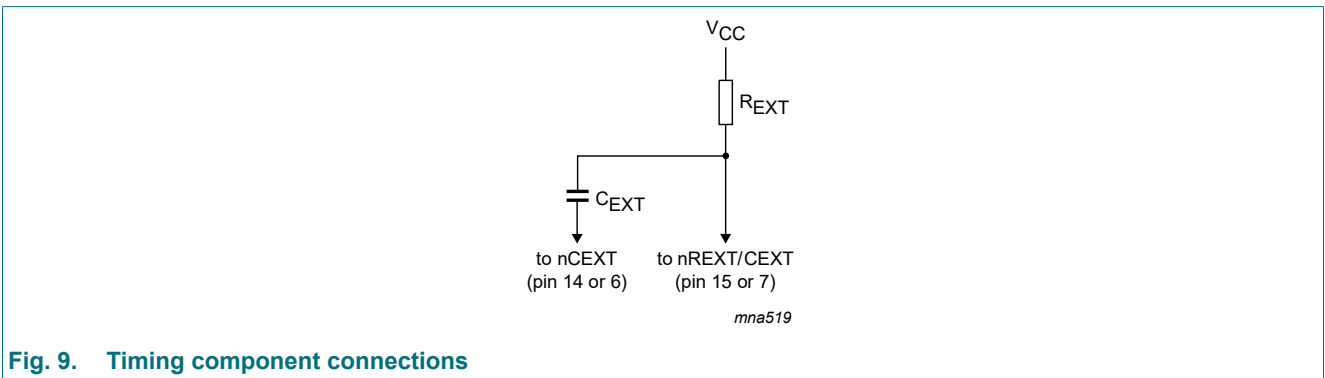 VCC
REXT
CEXT
to nCEXT
(pin 14 or 6)
to nREXT/CEXT
(pin 15 or 7)
mna519
Fig. 9. Timing component connections